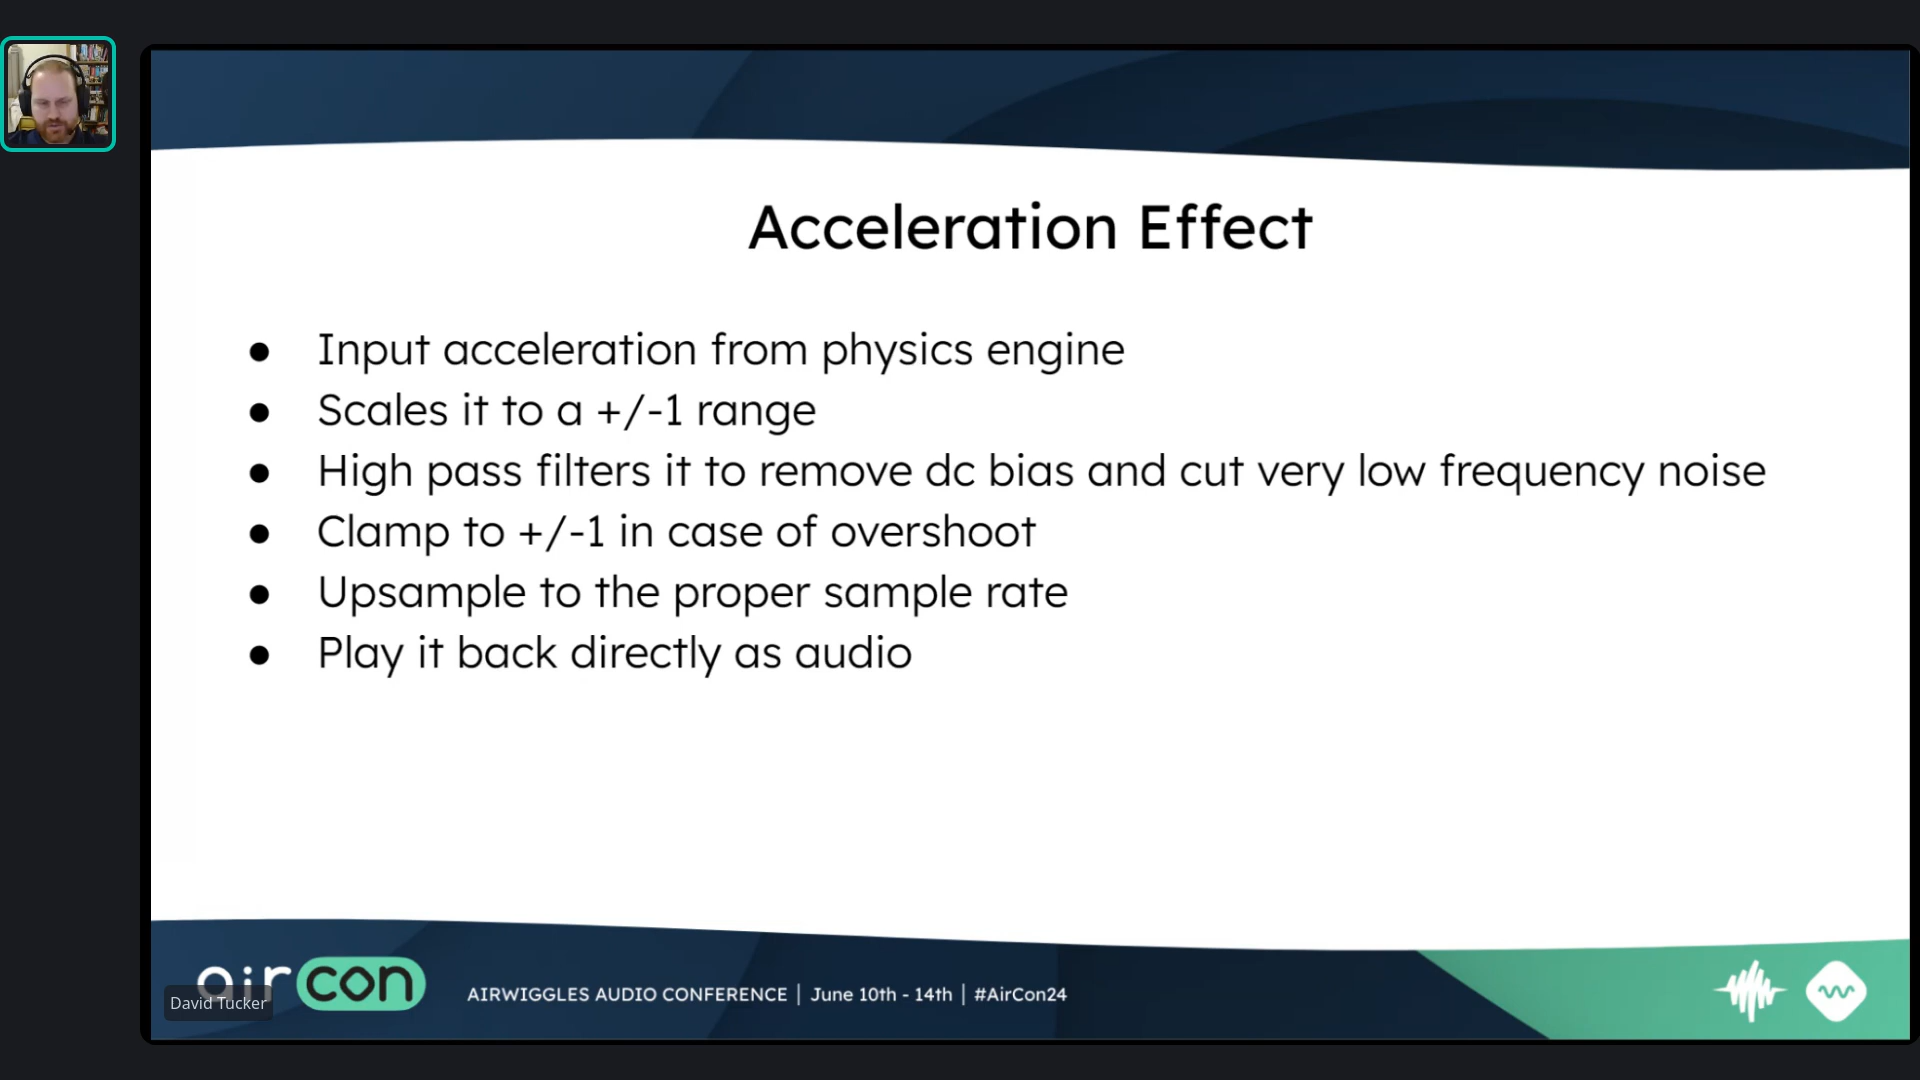 Acceleration Effect
● Input acceleration from physics engine
● Scales it to a +/-1 range
● High pass filters it to remove dc bias and cut very low frequency noise
● Clamp to +/-1 in case of overshoot
● Upsample to the proper sample rate
● Play it back directly as audio
aircon
David Tucker
AIRWIGGLES AUDIO CONFERENCE | June 10th - 14th | #AirCon24